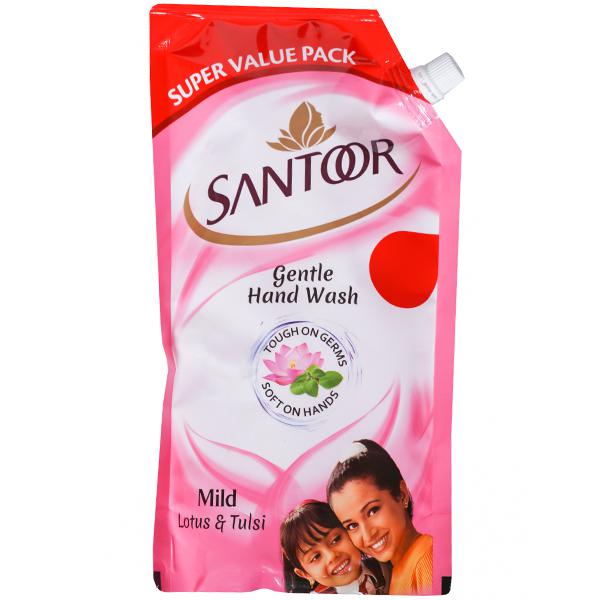 SUPER VALUE PACK
SANTOOR
Gentle
Hand Wash
TOUGH ON GERMS
SOFT ON HANDS
Mild
Lotus & Tulsi